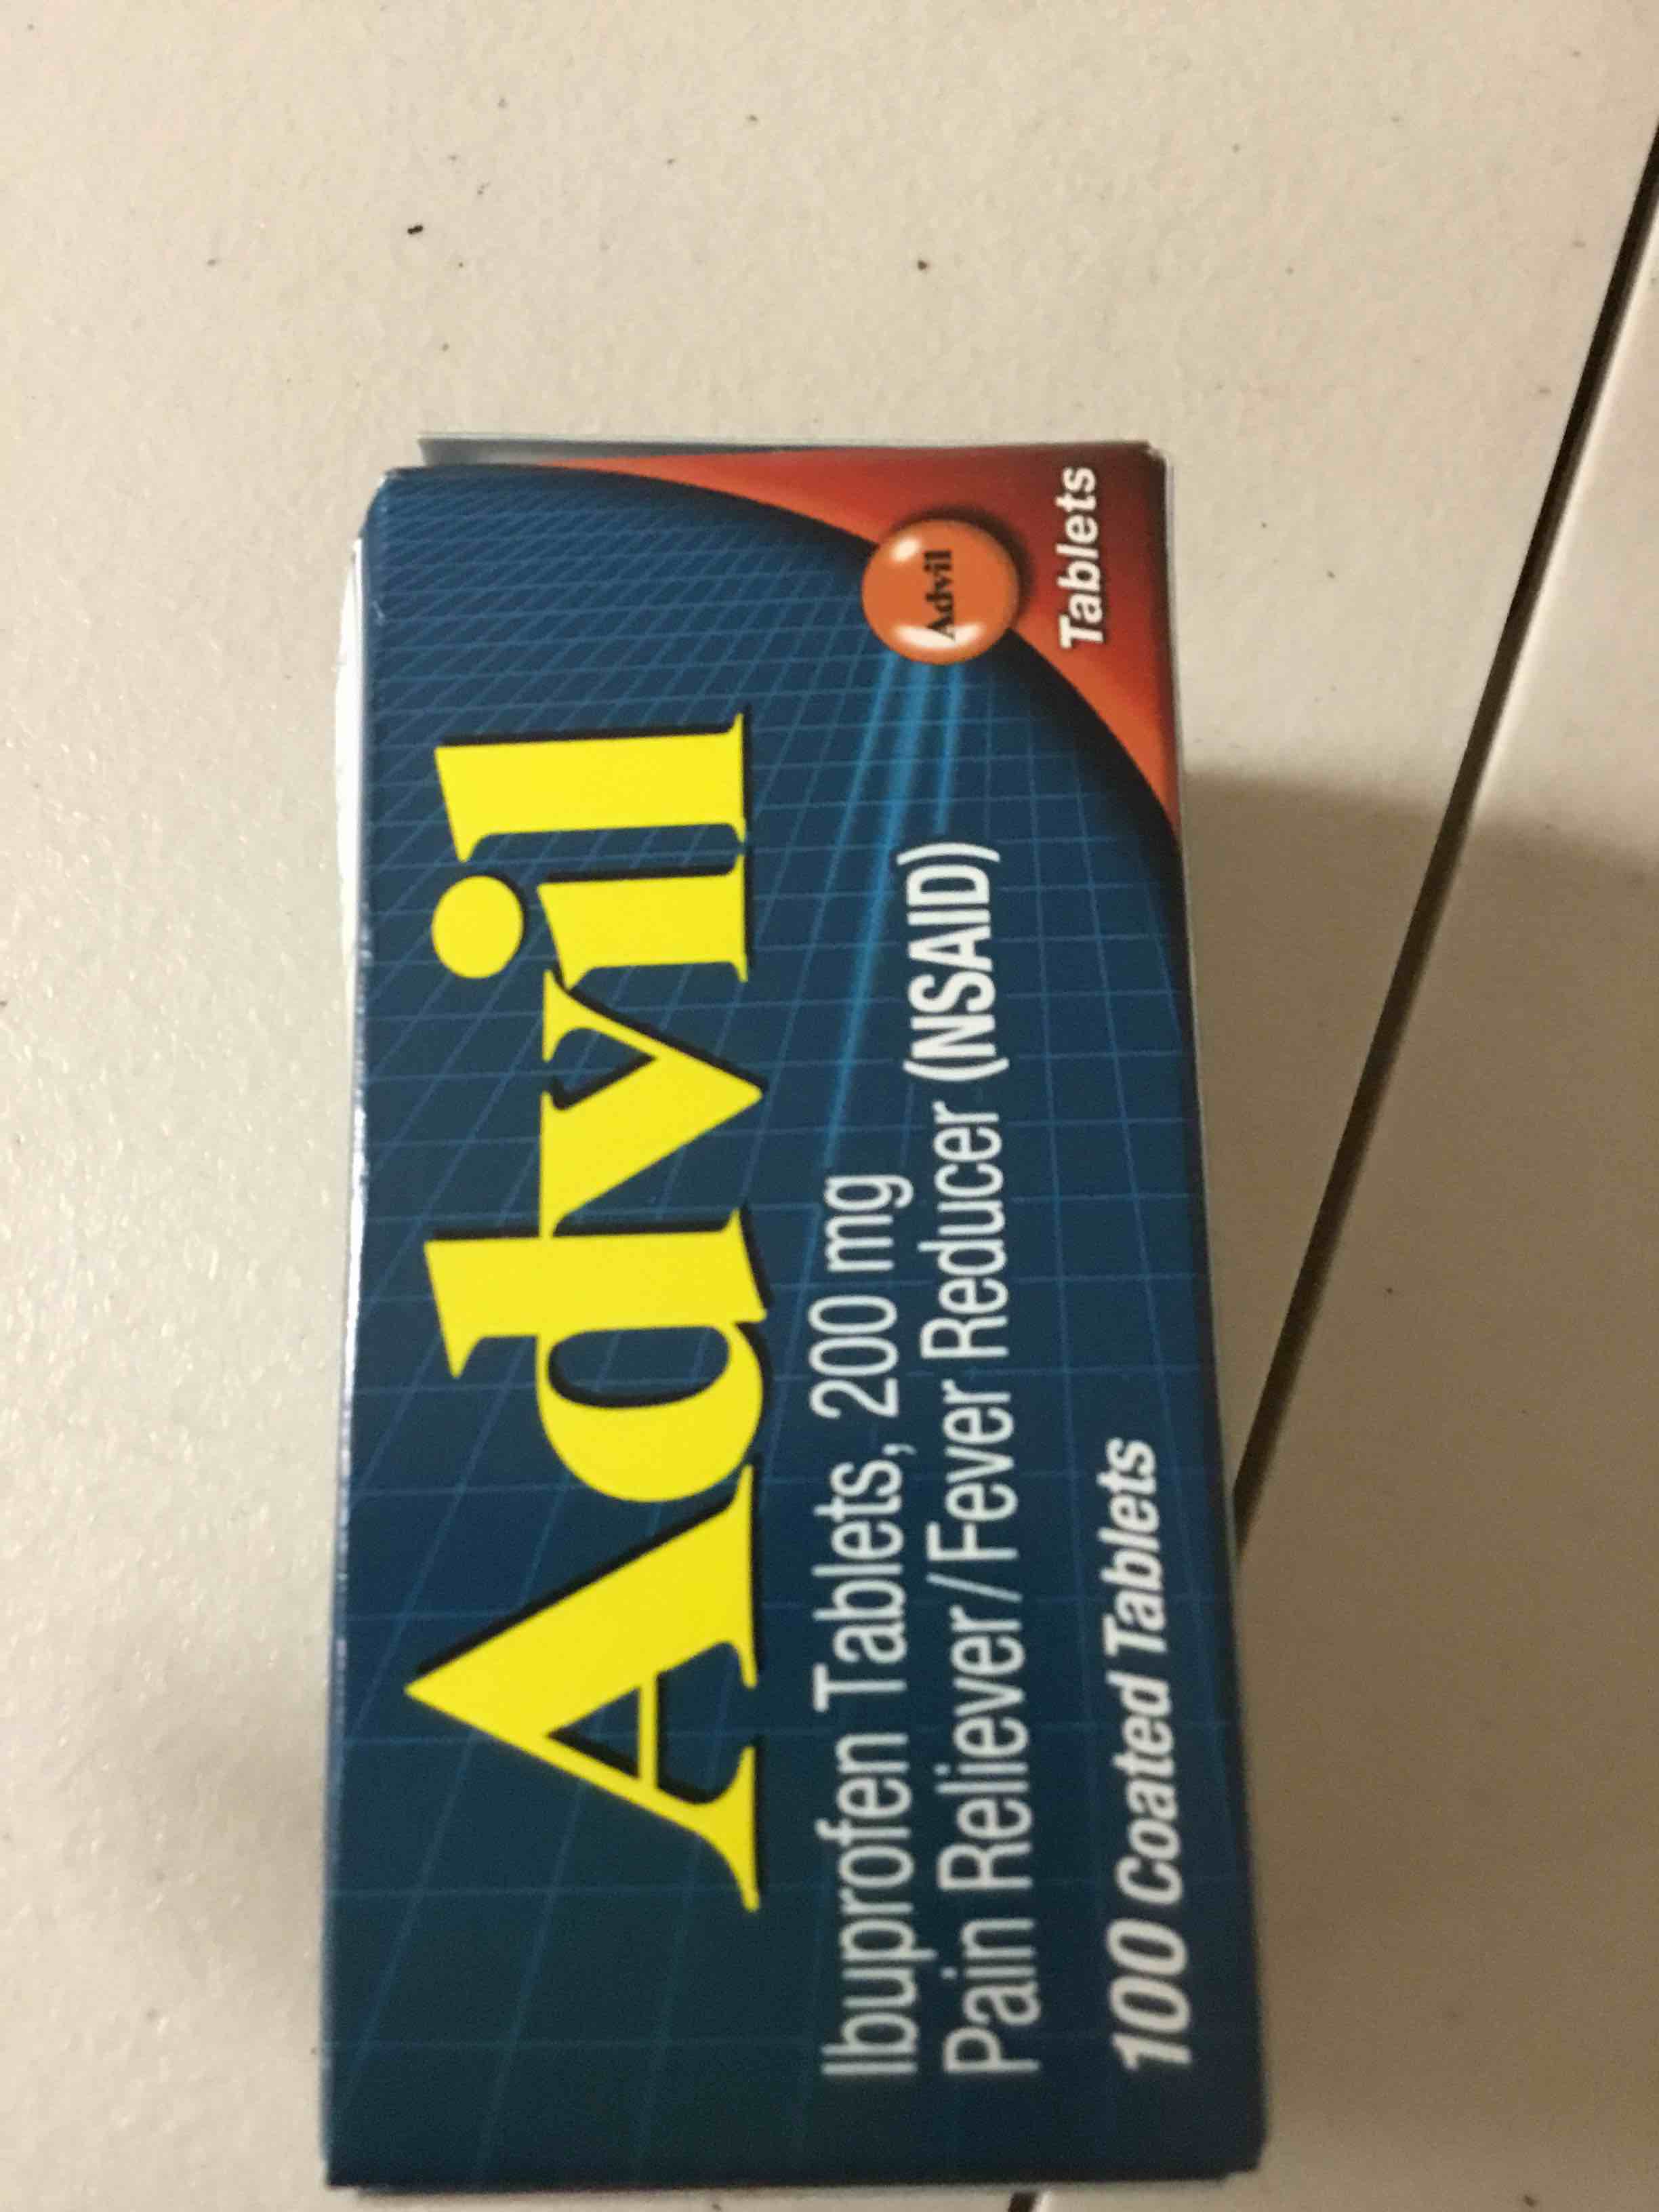 Advil
Ibuprofen Tablets, 200 mg
Pain Reliever/Fever Reducer (NSAID)
100 Coated Tablets
Advil
Tablets